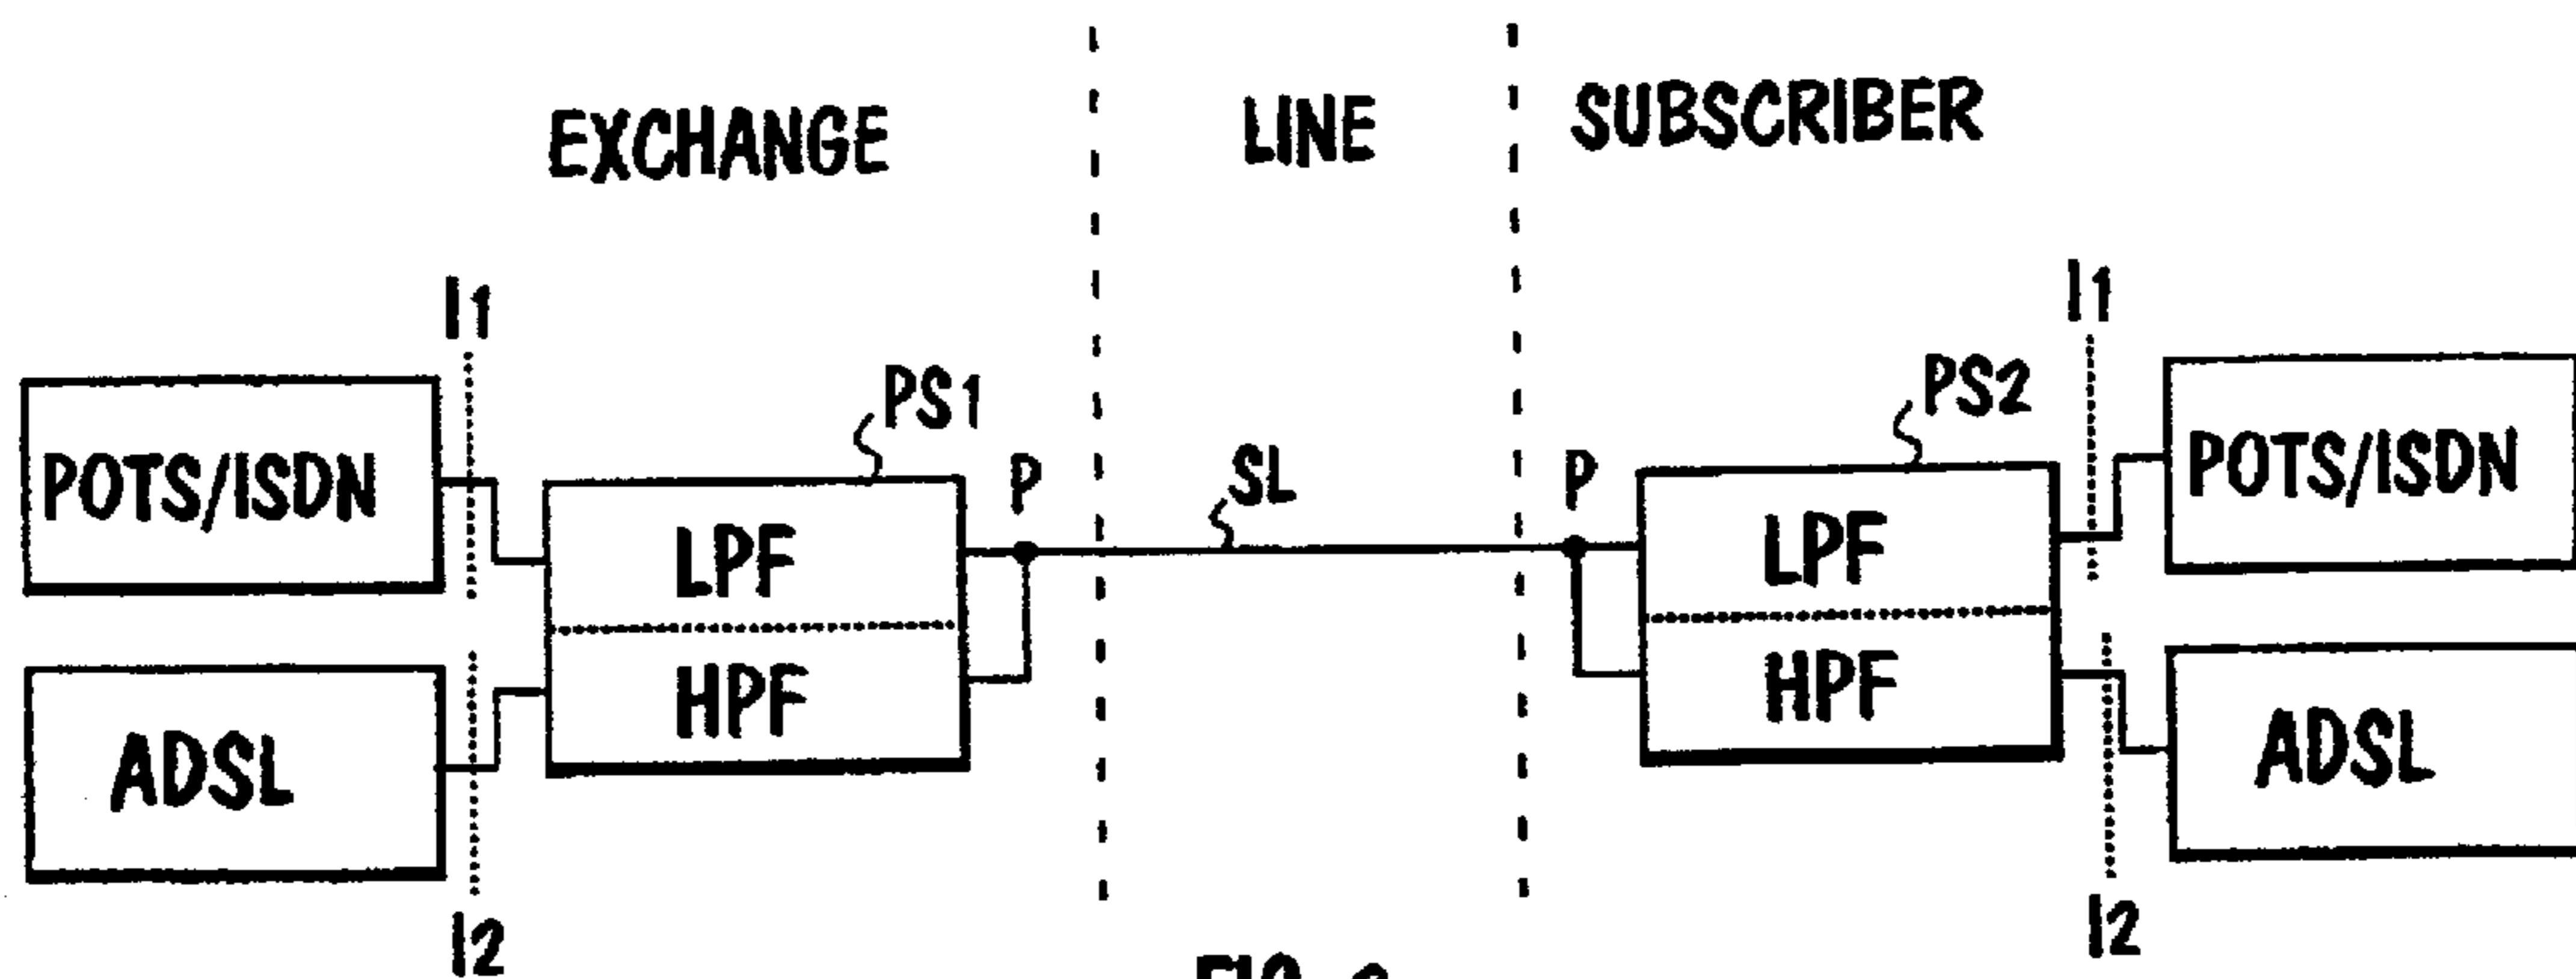 EXCHANGE LINE SUBSCRIBER
I1 I1
PS1 PS2
POTS/ISDN P SL P POTS/ISDN
LPF LPF
HPF HPF
ADSL ADSL
I2 I2
FIG.